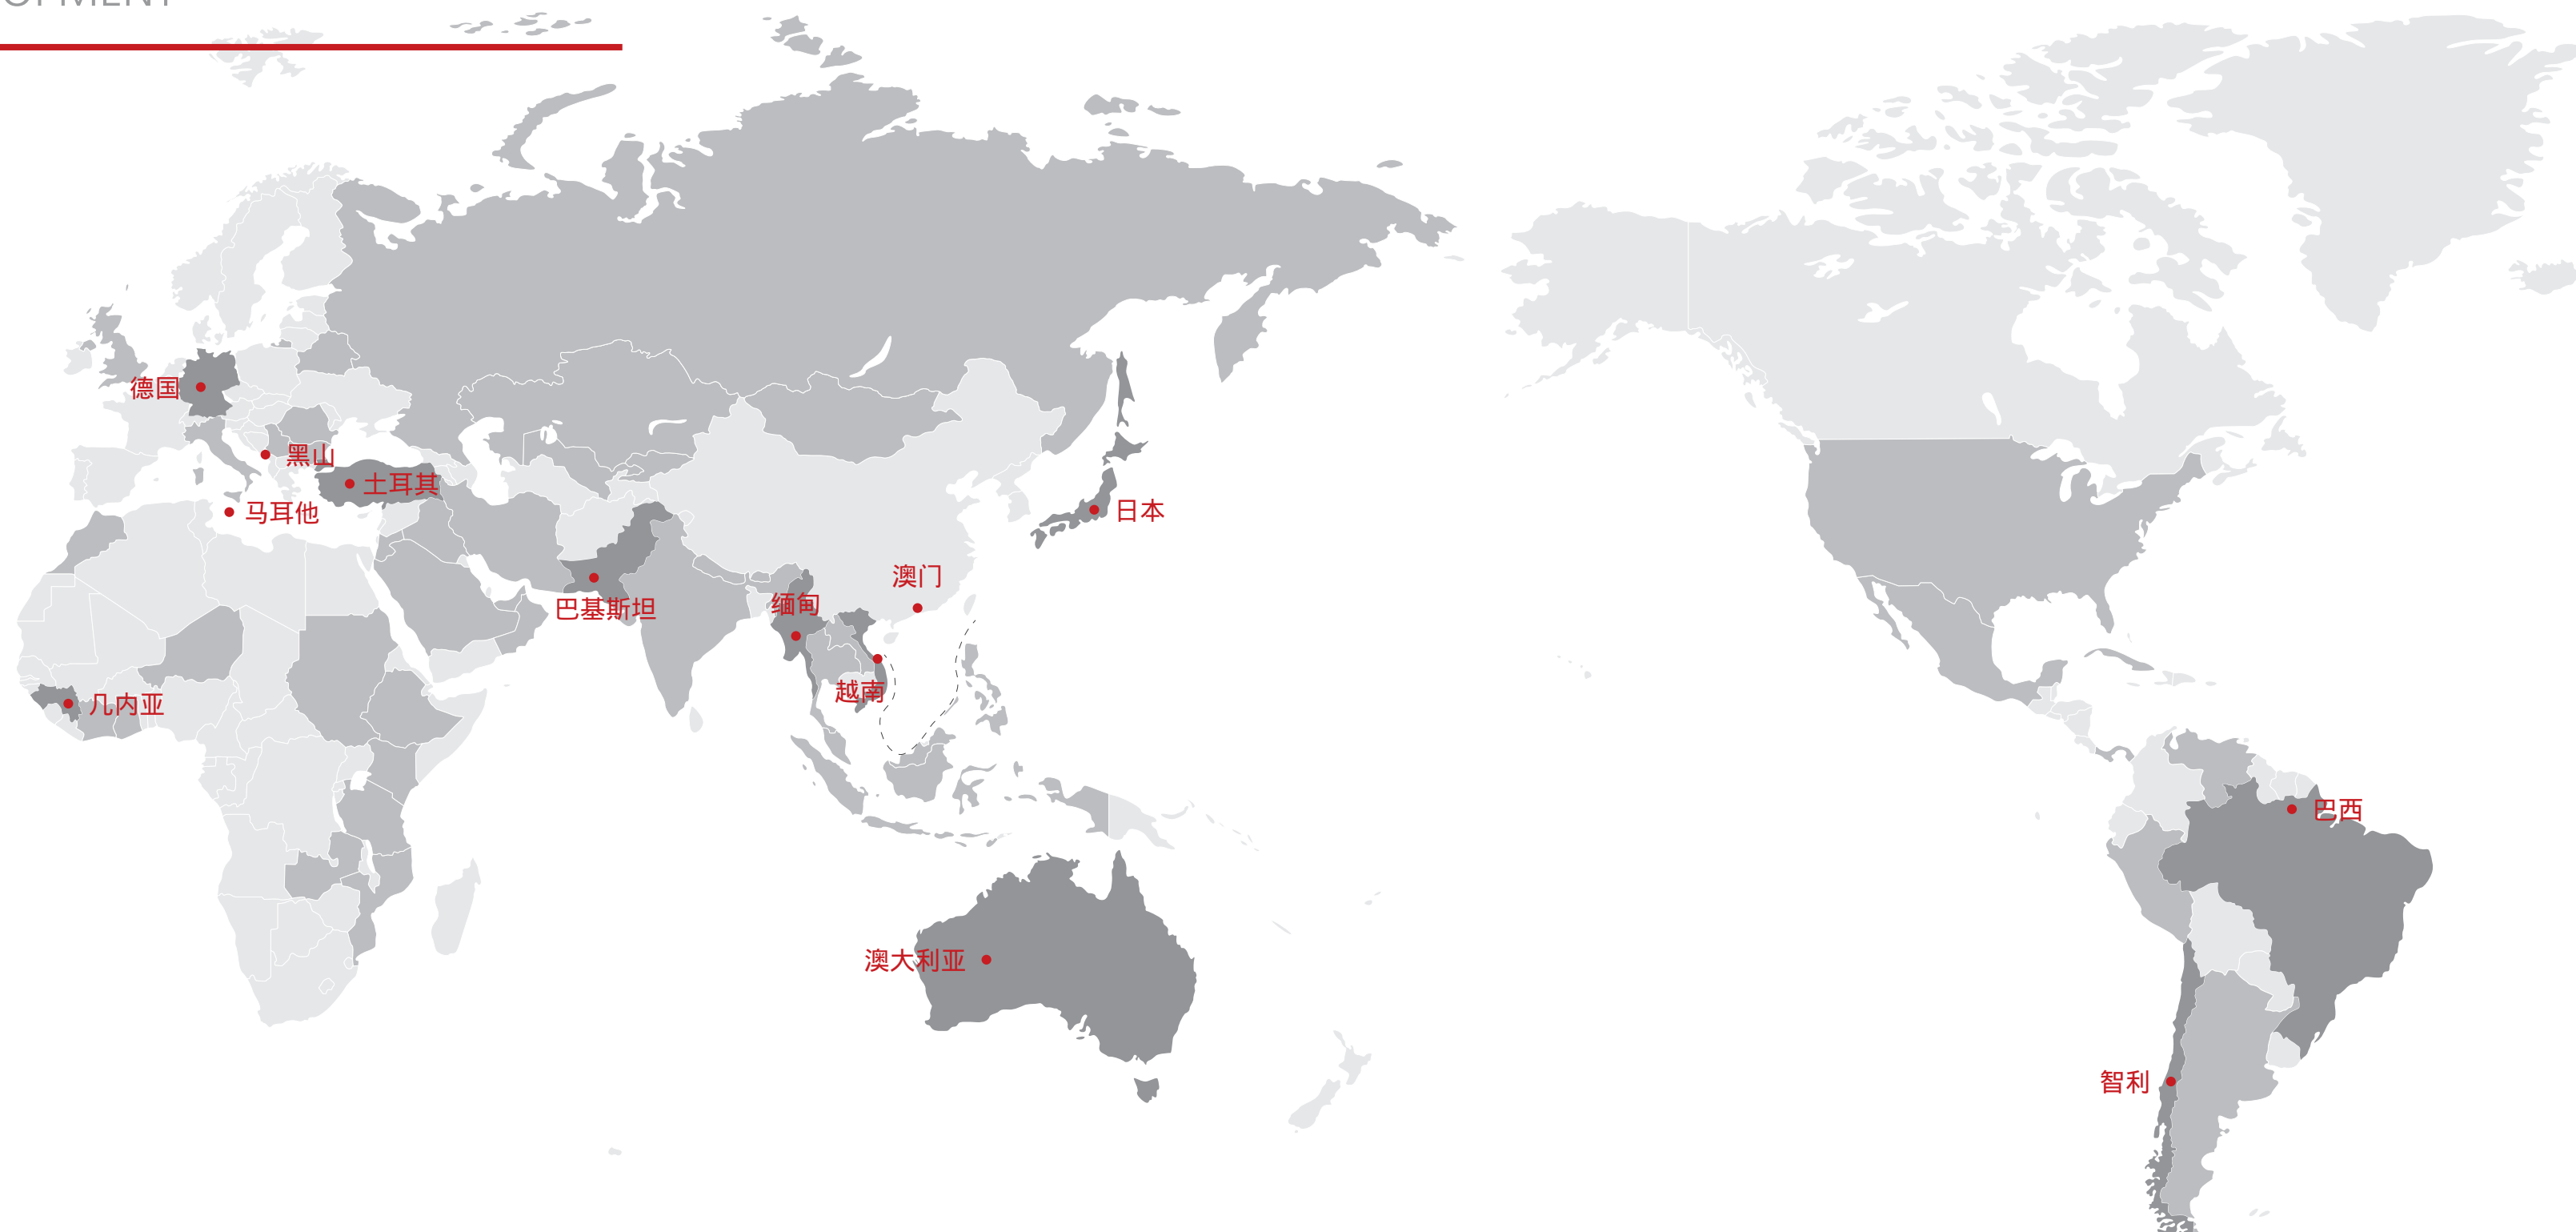 德国
黑山
土耳其
马耳他
日本
澳门
巴基斯坦
缅甸
越南
几内亚
巴西
澳大利亚
智利